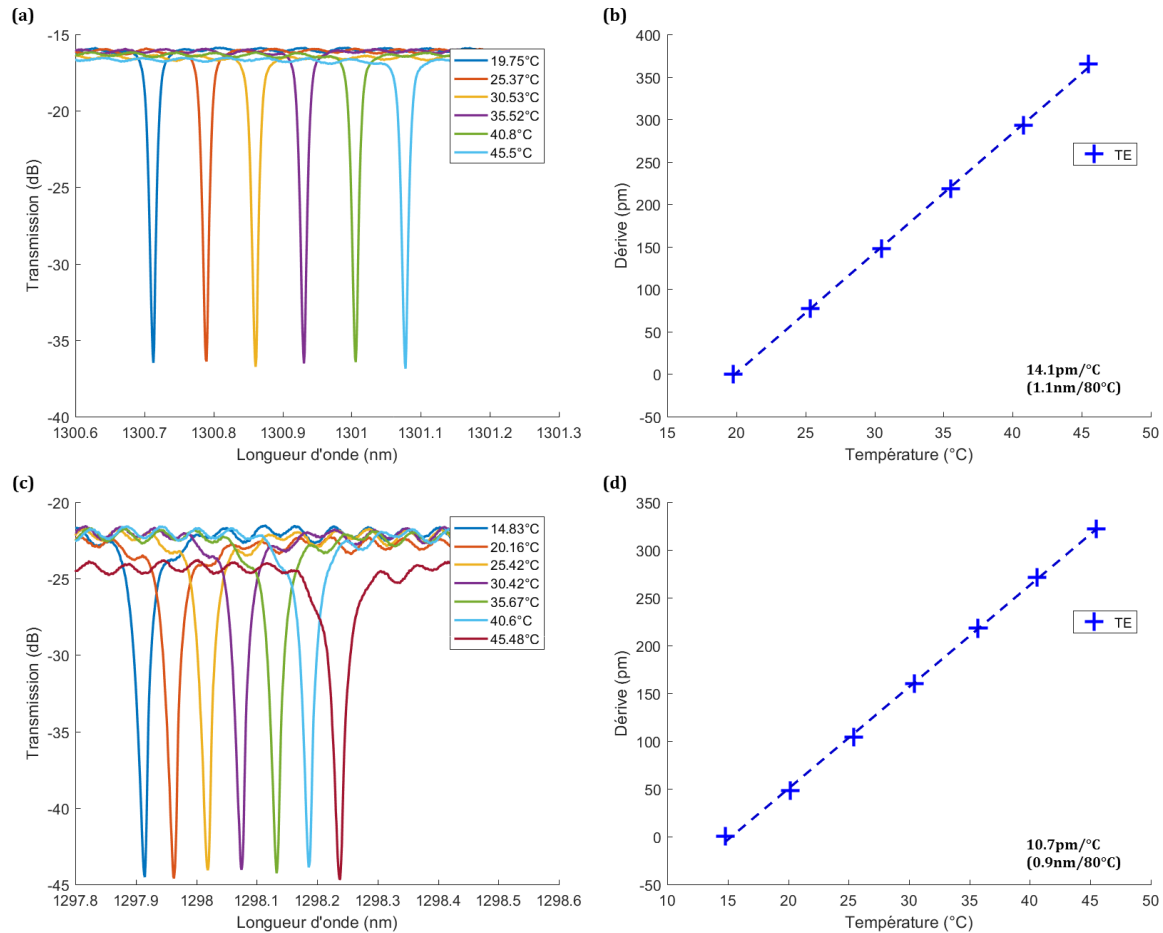 (a)
-15
-20
-25
-30
-35
-40
Transmission (dB)
1300.6 1300.7 1300.8 1300.9 1301 1301.1 1301.2 1301.3
Longueur d'onde (nm)
19.75°C
25.37°C
30.53°C
35.52°C
40.8°C
45.5°C
(b)
400
350
300
250
200
150
100
50
0
-50
Dérive (pm)
15 20 25 30 35 40 45 50
Température (°C)
TE
14.1pm/°C
(1.1nm/80°C)
(c)
-20
-25
-30
-35
-40
-45
Transmission (dB)
1297.8 1297.9 1298 1298.1 1298.2 1298.3 1298.4 1298.5 1298.6
Longueur d'onde (nm)
14.83°C
20.16°C
25.42°C
30.42°C
35.67°C
40.6°C
45.48°C
(d)
350
300
250
200
150
100
50
0
-50
Dérive (pm)
10 15 20 25 30 35 40 45 50
Température (°C)
TE
10.7pm/°C
(0.9nm/80°C)